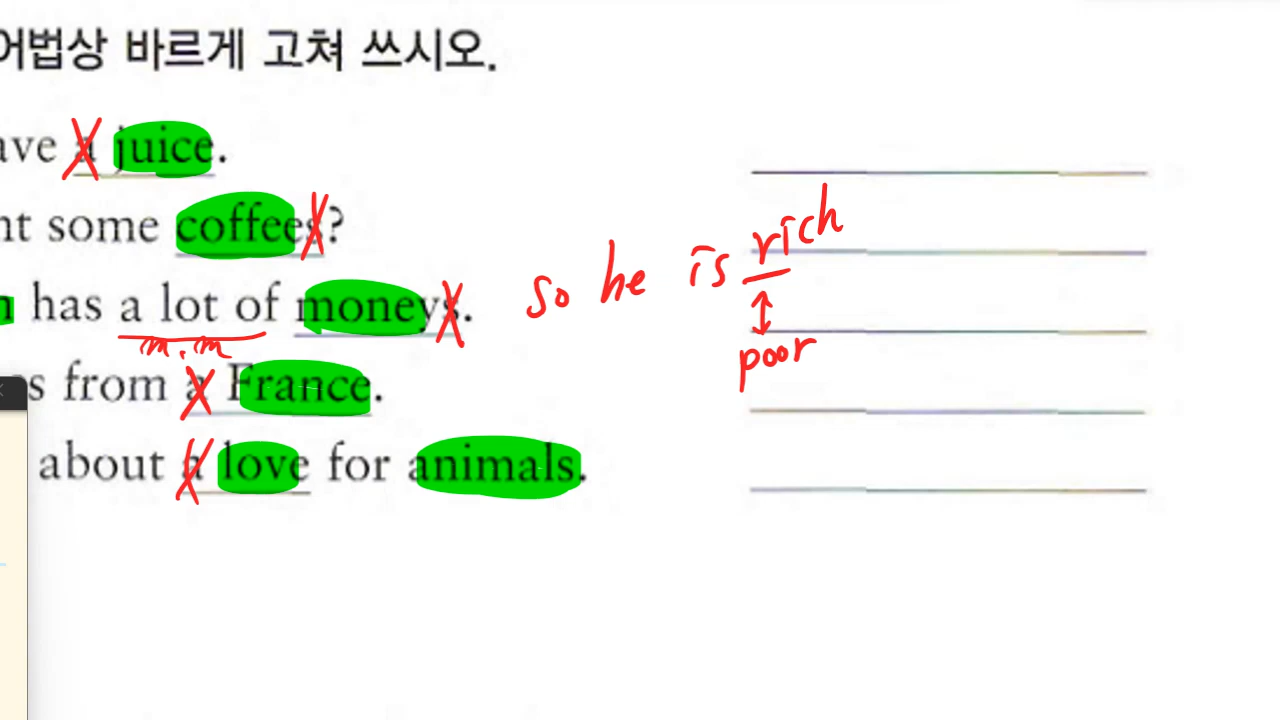 어법상 바르게 고쳐 쓰시오.
ave a juice.
nt some coffees?
so he is rich
has a lot of moneys.
m.m
poor
s from a France.
about a love for animals.